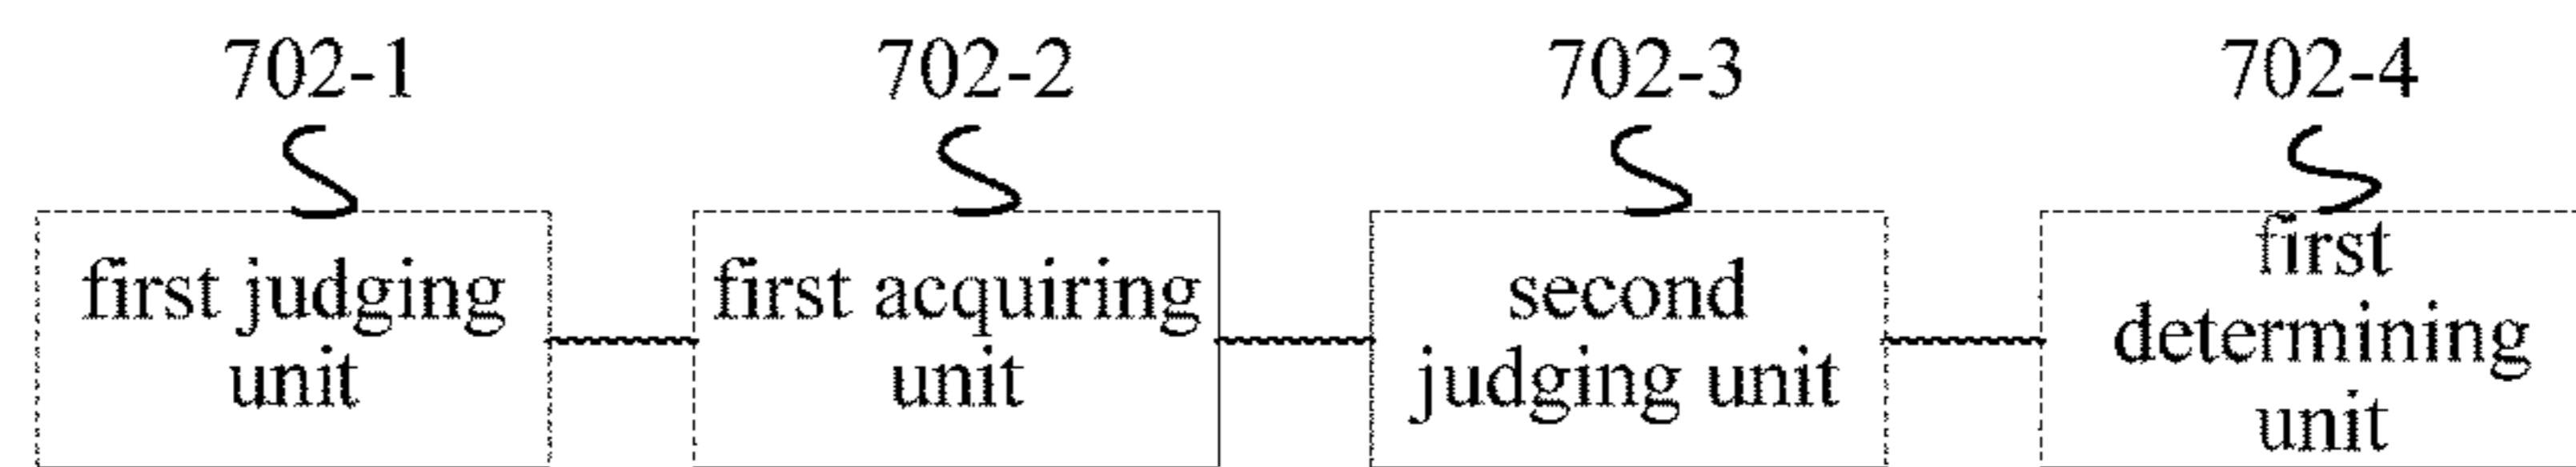 702-1 702-2 702-3 702-4
first judging
unit
first acquiring
unit
second
judging unit
first
determining
unit